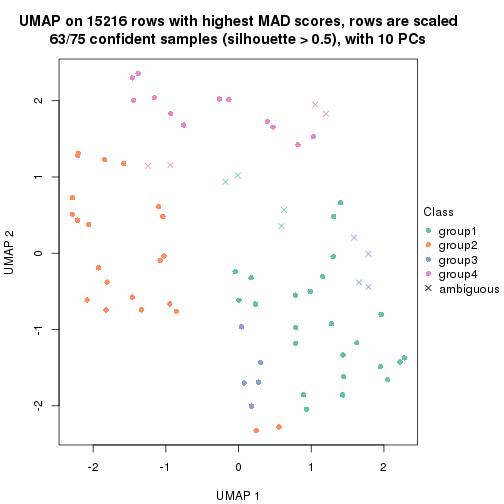 UMAP on 15216 rows with highest MAD scores, rows are scaled
63/75 confident samples (silhouette > 0.5), with 10 PCs
2
1
0
-1
-2
UMAP 2
-2
-1
0
1
2
UMAP 1
Class
group1
group2
group3
group4
ambiguous